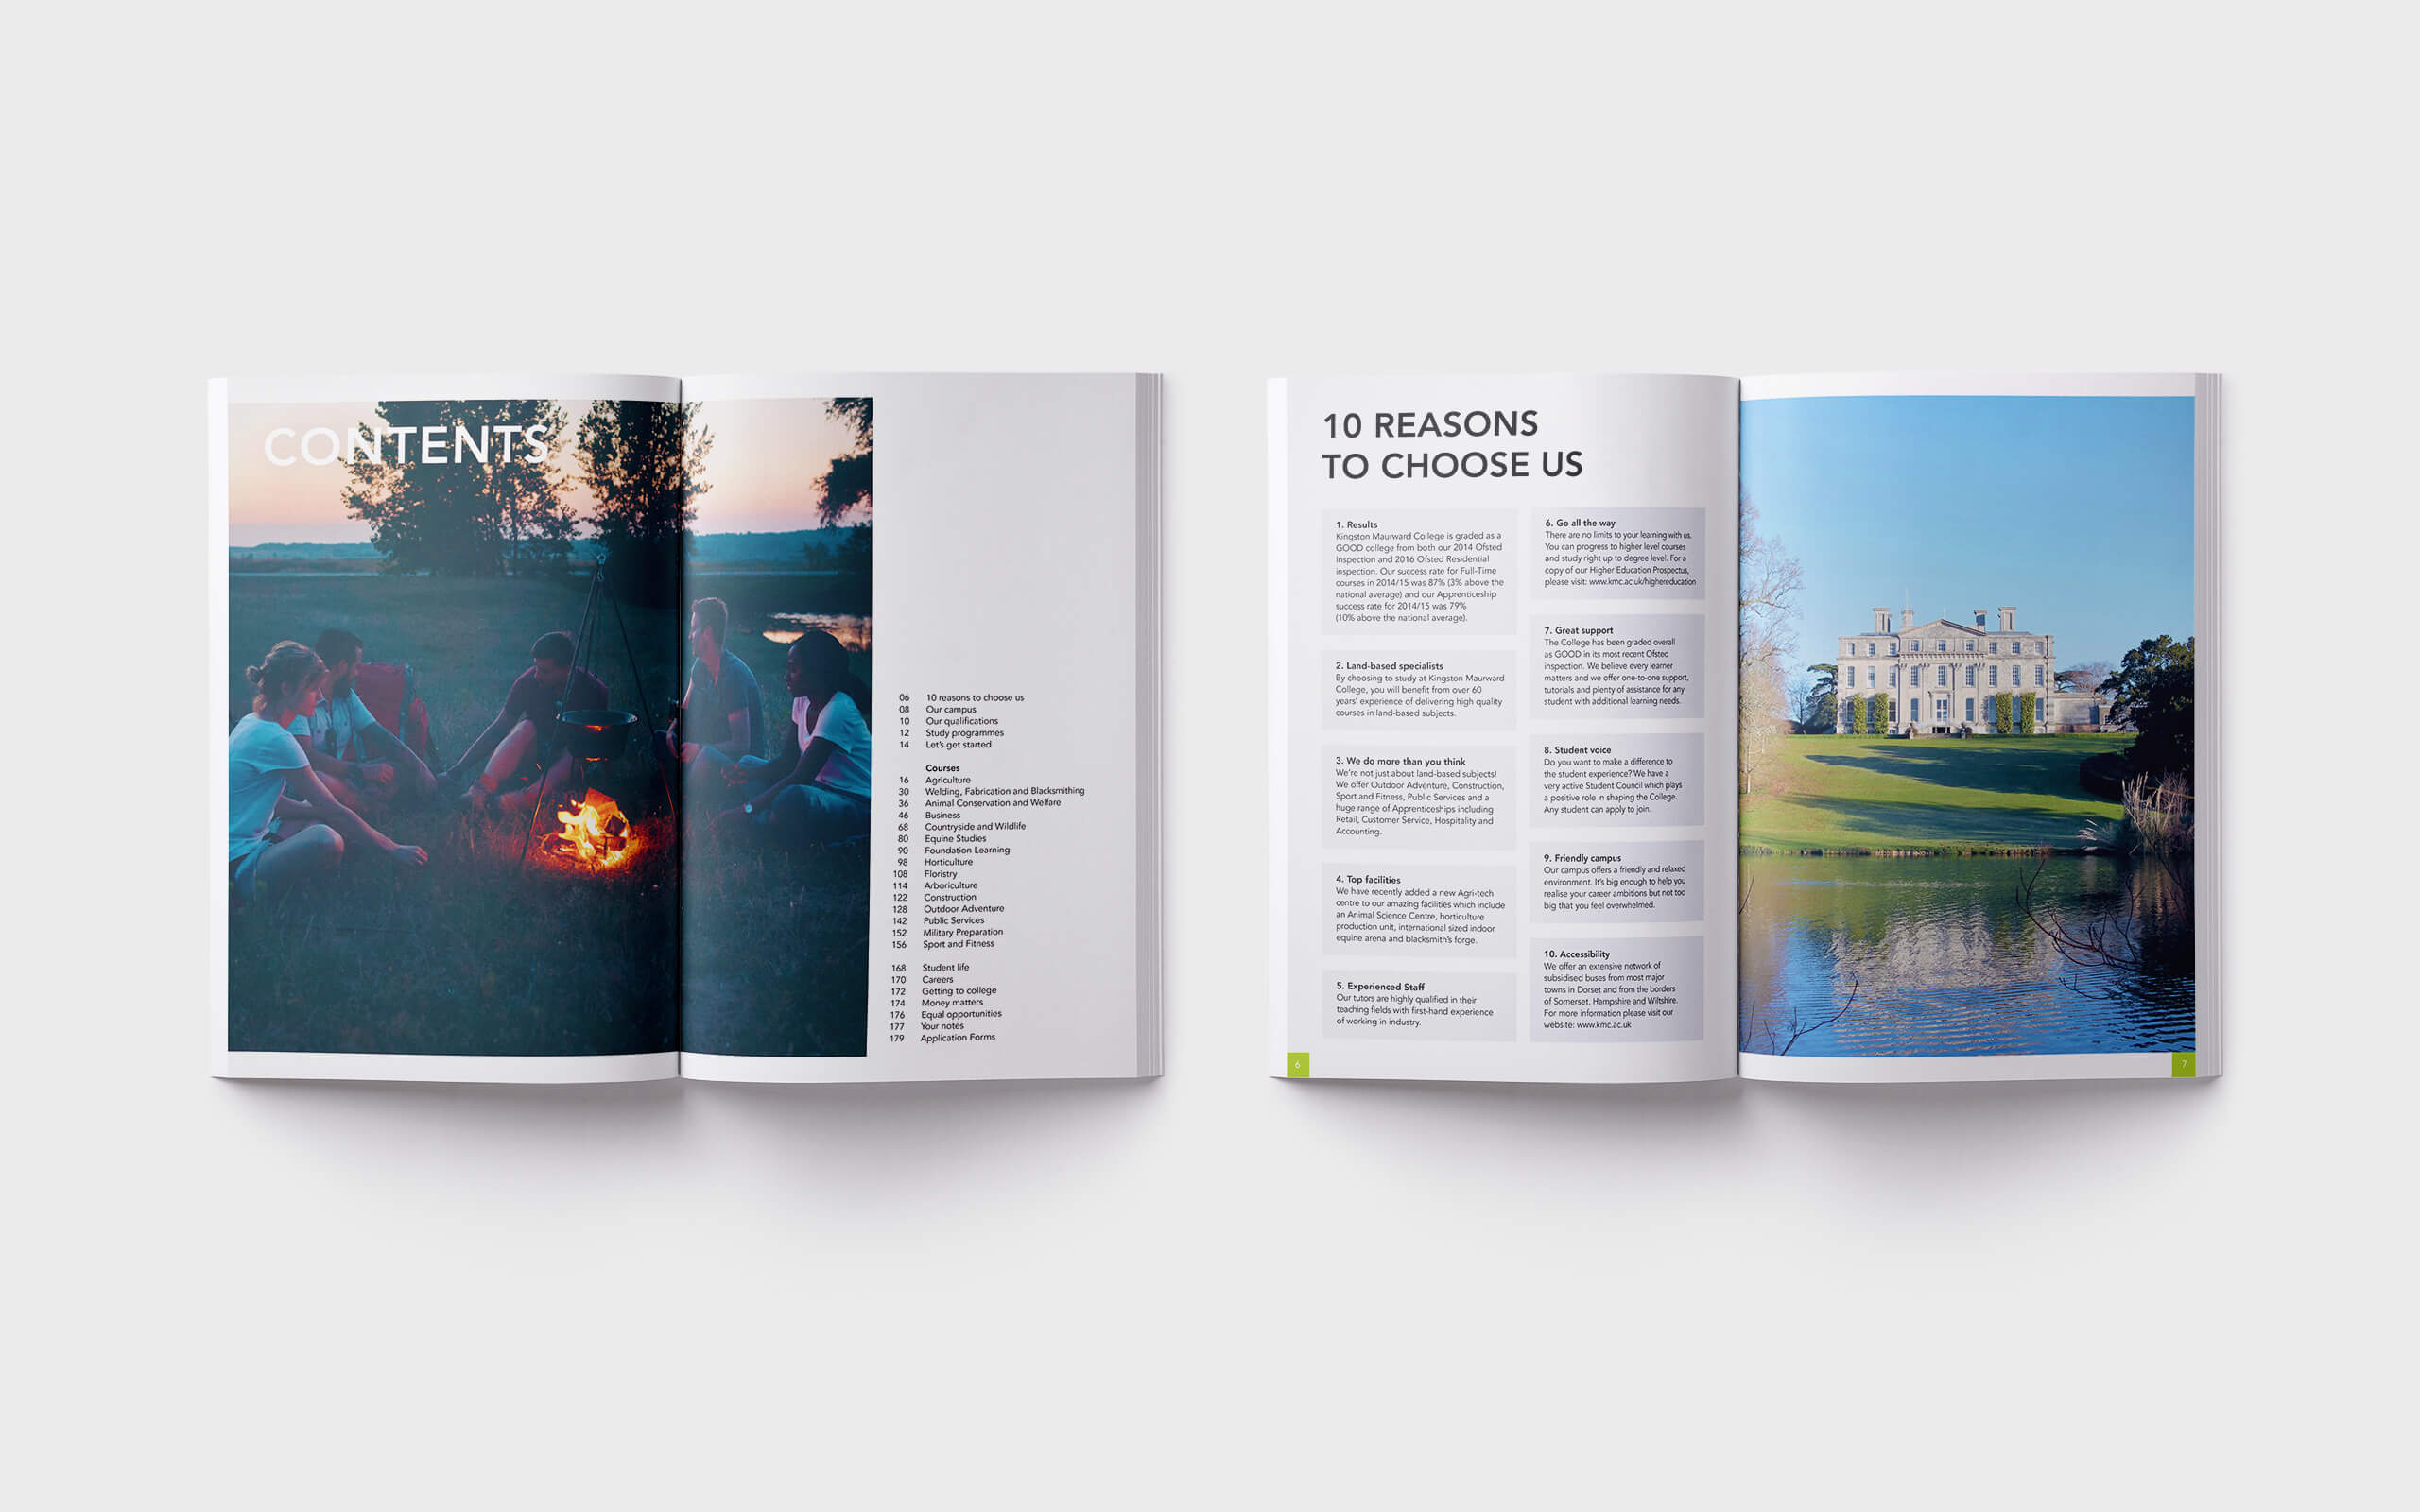 CONTENTS
06 10 reasons to choose us
08 Our campus
10 Our qualifications
12 Study programmes
14 Let's get started
Courses
16 Agriculture
30 Welding, Fabrication and Blacksmithing
36 Animal Conservation and Welfare
46 Business
68 Countryside and Wildlife
80 Equine Studies
90 Foundation Learning
98 Horticulture
108 Floristry
114 Arboriculture
122 Construction
128 Outdoor Adventure
142 Public Services
152 Military Preparation
156 Sport and Fitness
168 Student life
170 Careers
172 Getting to college
174 Money matters
176 Equal opportunities
177 Your notes
179 Application Forms
10 REASONS
TO CHOOSE US
1. Results
Kingston Maurward College is graded as a
GOOD college from both our 2014 Ofsted
Inspection and 2016 Ofsted Residential
inspection. Our success rate for Full-Time
courses in 2014/15 was 87% (3% above the
national average) and our Apprenticeship
success rate for 2014/15 was 79%
(10% above the national average).
2. Land-based specialists
By choosing to study at Kingston Maurward
College, you will benefit from over 60
years' experience of delivering high quality
courses in land-based subjects.
3. We do more than you think
We're not just about land-based subjects!
We offer Outdoor Adventure, Construction,
Sport and Fitness, Public Services and a
huge range of Apprenticeships including
Retail, Customer Service, Hospitality and
Accounting.
4. Top facilities
We have recently added a new Agri-tech
centre to our amazing facilities which include
an Animal Science Centre, horticulture
production unit, international sized indoor
equine arena and blacksmith's forge.
5. Experienced Staff
Our tutors are highly qualified in their
teaching fields with first-hand experience
of working in industry.
6. Go all the way
There are no limits to your learning with us.
You can progress to higher level courses
and study right up to degree level. For a
copy of our Higher Education Prospectus,
please visit: www.kmc.ac.uk/highereducation
7. Great support
The College has been graded overall
as GOOD in its most recent Ofsted
inspection. We believe every learner
matters and we offer one-to-one support,
tutorials and plenty of assistance for any
student with additional learning needs.
8. Student voice
Do you want to make a difference to
the student experience? We have a
very active Student Council which plays
a positive role in shaping the College.
Any student can apply to join.
9. Friendly campus
Our campus offers a friendly and relaxed
environment. It's big enough to help you
realise your career ambitions but not too
big that you feel overwhelmed.
10. Accessibility
We offer an extensive network of
subsidised buses from most major
towns in Dorset and from the borders
of Somerset, Hampshire and Wiltshire.
For more information please visit our
website: www.kmc.ac.uk
6
7